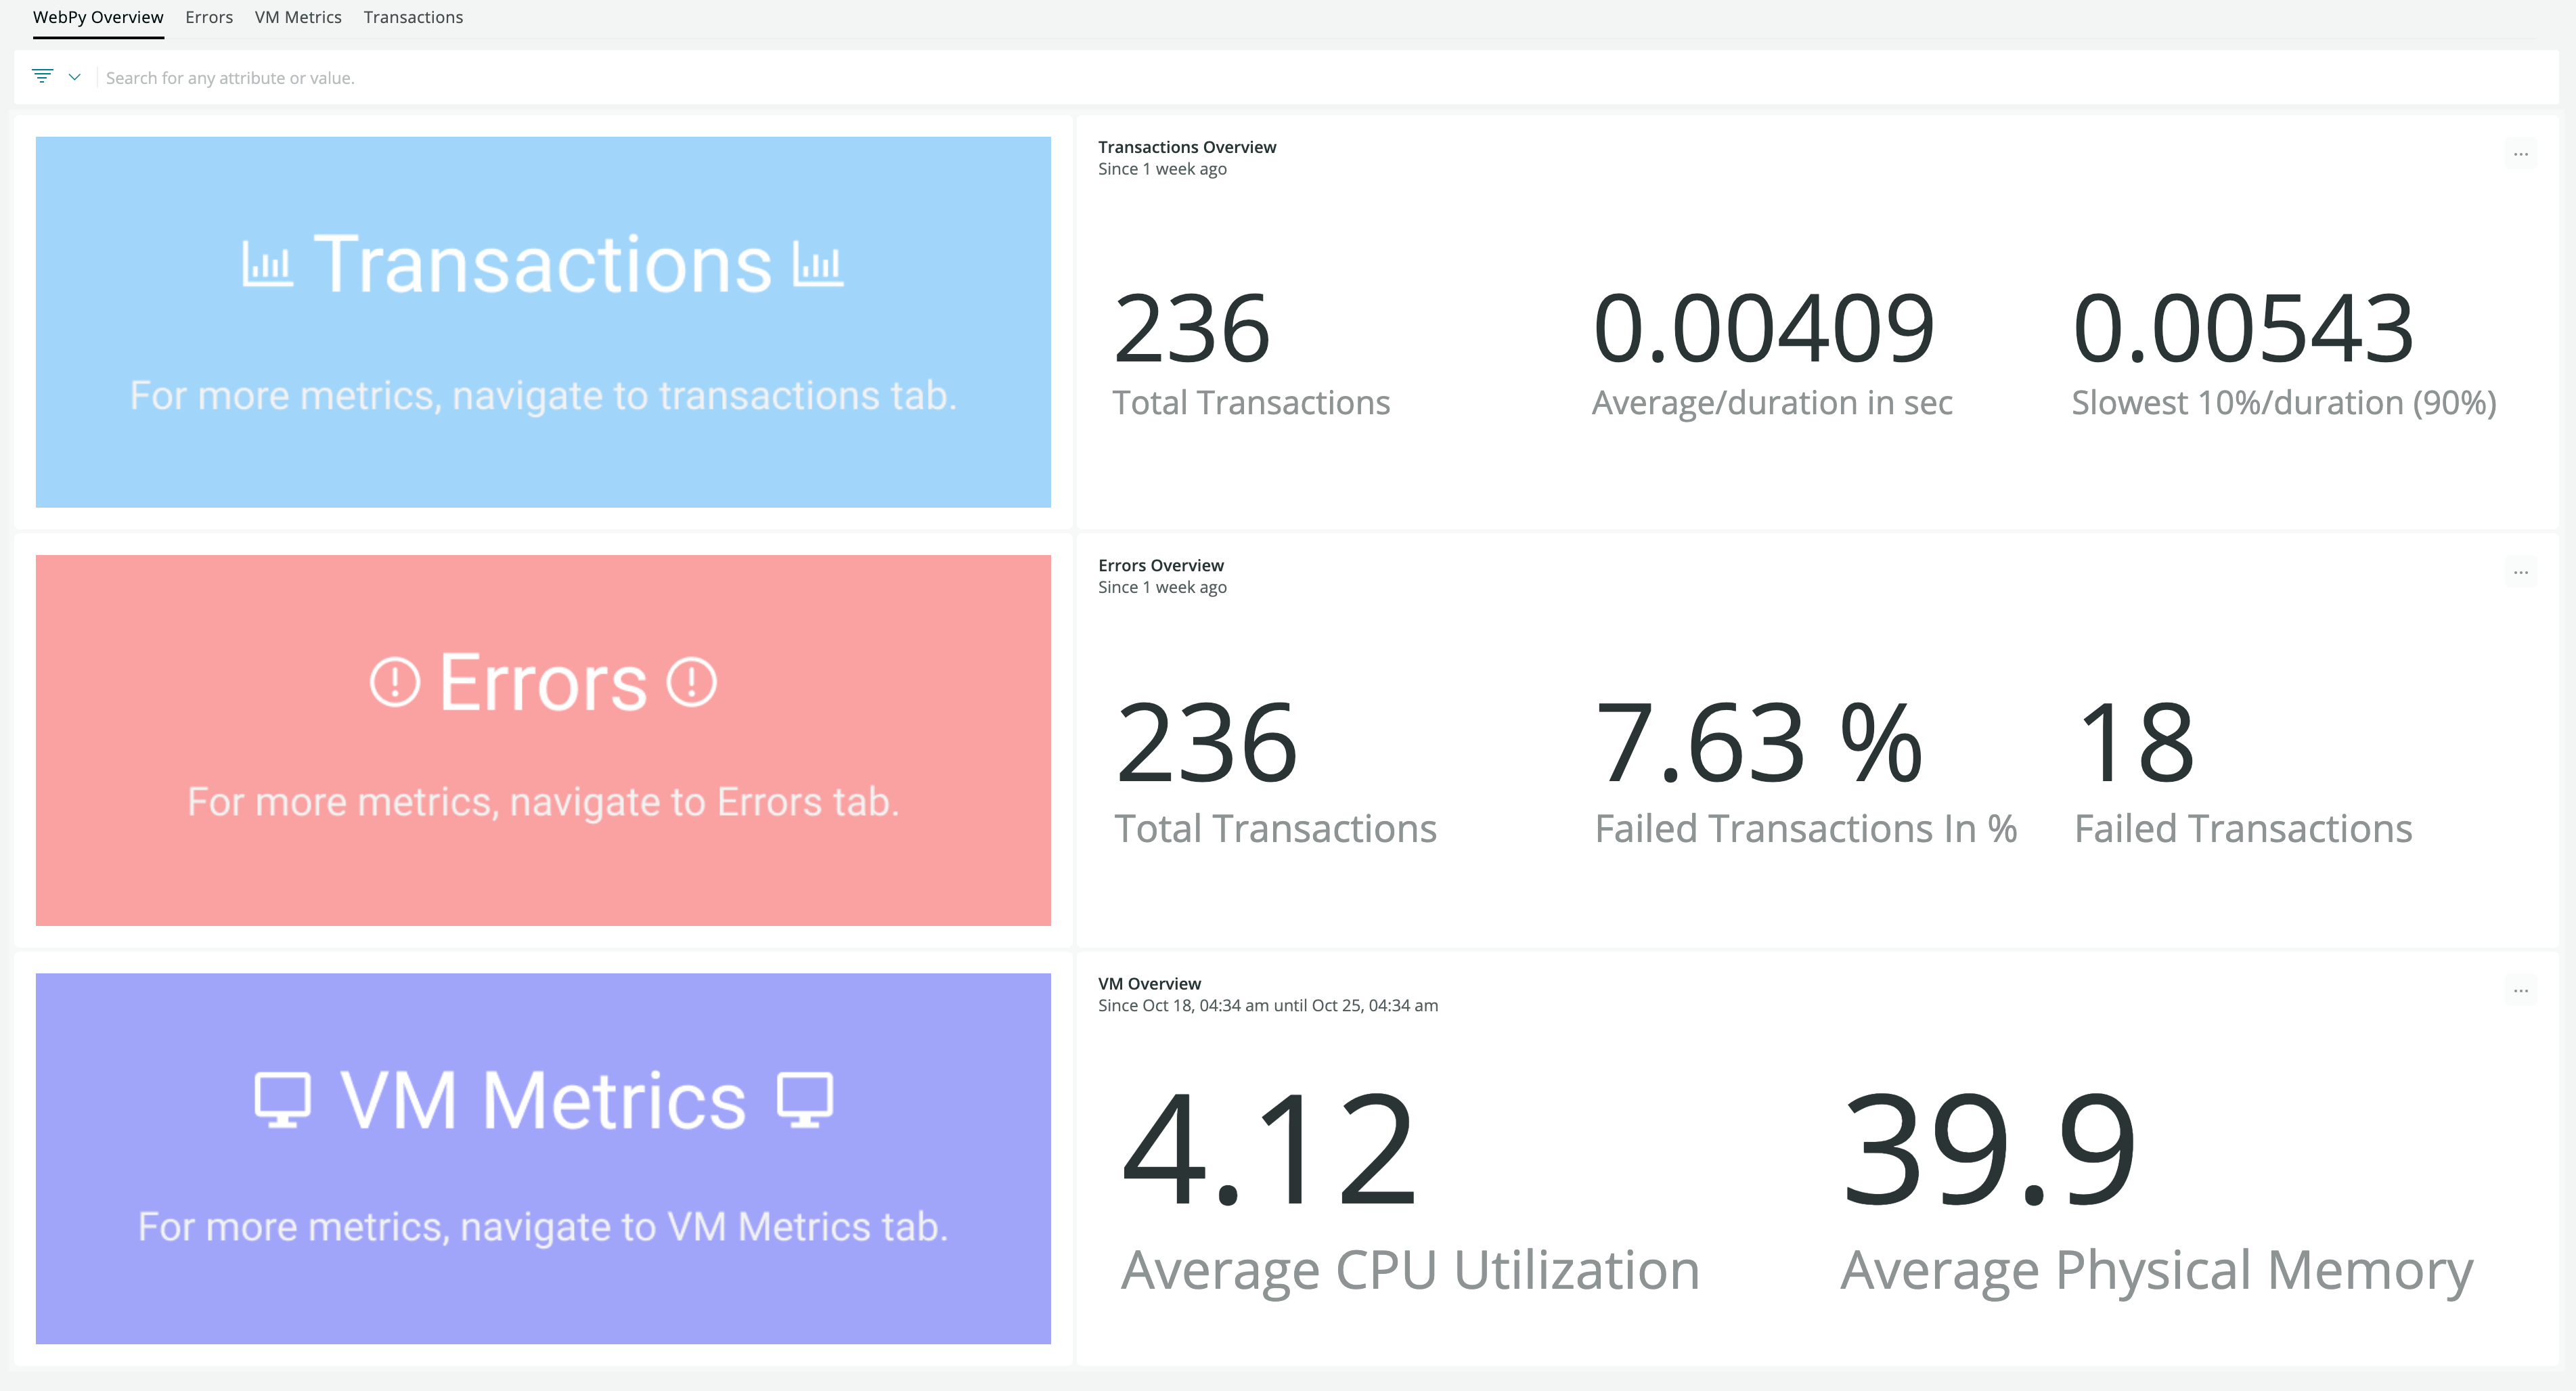 WebPy Overview Errors VM Metrics Transactions
Search for any attribute or value.
Transactions
For more metrics, navigate to transactions tab.
Transactions Overview
Since 1 week ago
...
236 0.00409 0.00543
Total Transactions Average/duration in sec Slowest 10%/duration (90%)
Errors
For more metrics, navigate to Errors tab.
Errors Overview
Since 1 week ago
...
236 7.63 % 18
Total Transactions Failed Transactions In % Failed Transactions
VM Metrics
For more metrics, navigate to VM Metrics tab.
VM Overview
Since Oct 18, 04:34 am until Oct 25, 04:34 am
...
4.12 39.9
Average CPU Utilization Average Physical Memory